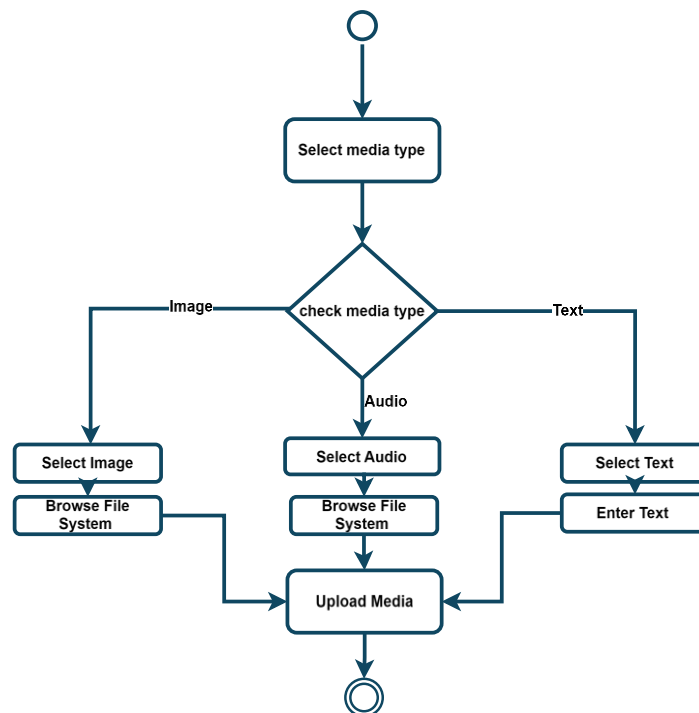 Select media type
check media type
Image
Text
Audio
Select Image
Select Audio
Select Text
Browse File
System
Browse File
System
Enter Text
Upload Media